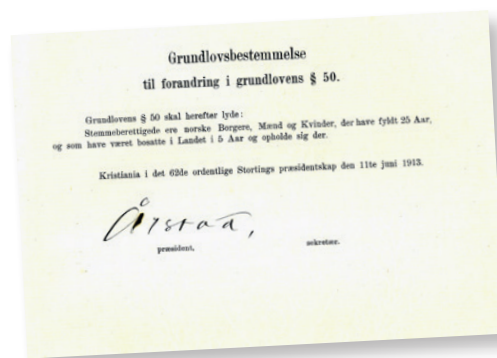 Grundlovsbestemmelse
til forandring i grundlovens § 50.
Grundlovens § 50 skal herefter lyde:
Stemmeberettigede ere norske Borgere, Mænd og Kvinder, der have fyldt 25 Aar,
og som have været bosatte i Landet i 5 Aar og opholde sig der.
Kristiania i det 62de ordentlige Stortings præsidentskap den 11te juni 1913.
Årstad,
præsident. sekretær.